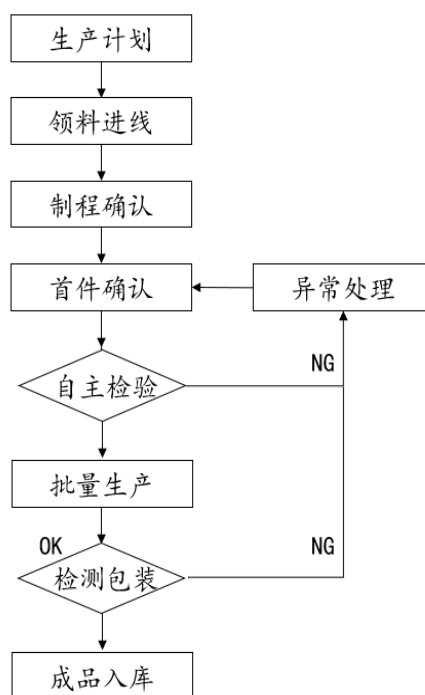 生产计划
领料进线
制程确认
首件确认
异常处理
NG
自主检验
批量生产
OK
NG
检测包装
成品入库